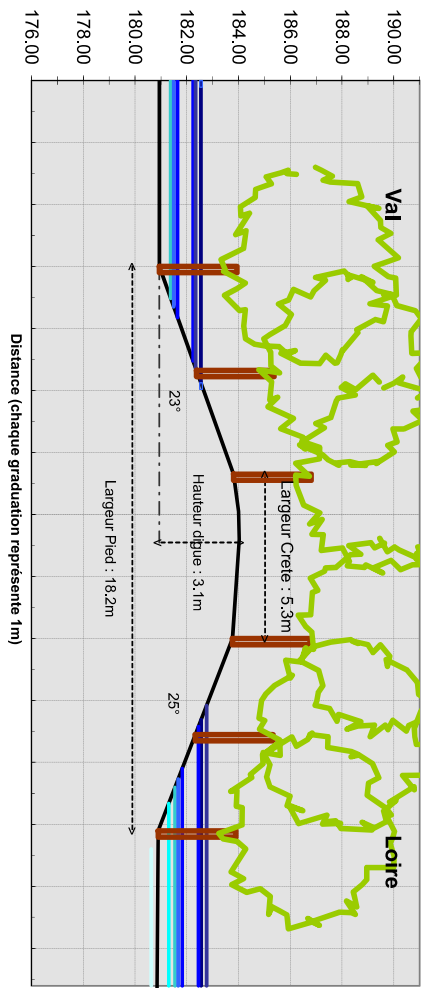 190.00
188.00
186.00
184.00
182.00
180.00
178.00
176.00
Val
Loire
Largeur Crete : 5.3m
Hauteur digue : 3.1m
23°
25°
Largeur Pied : 18.2m
Distance (chaque graduation représente 1m)